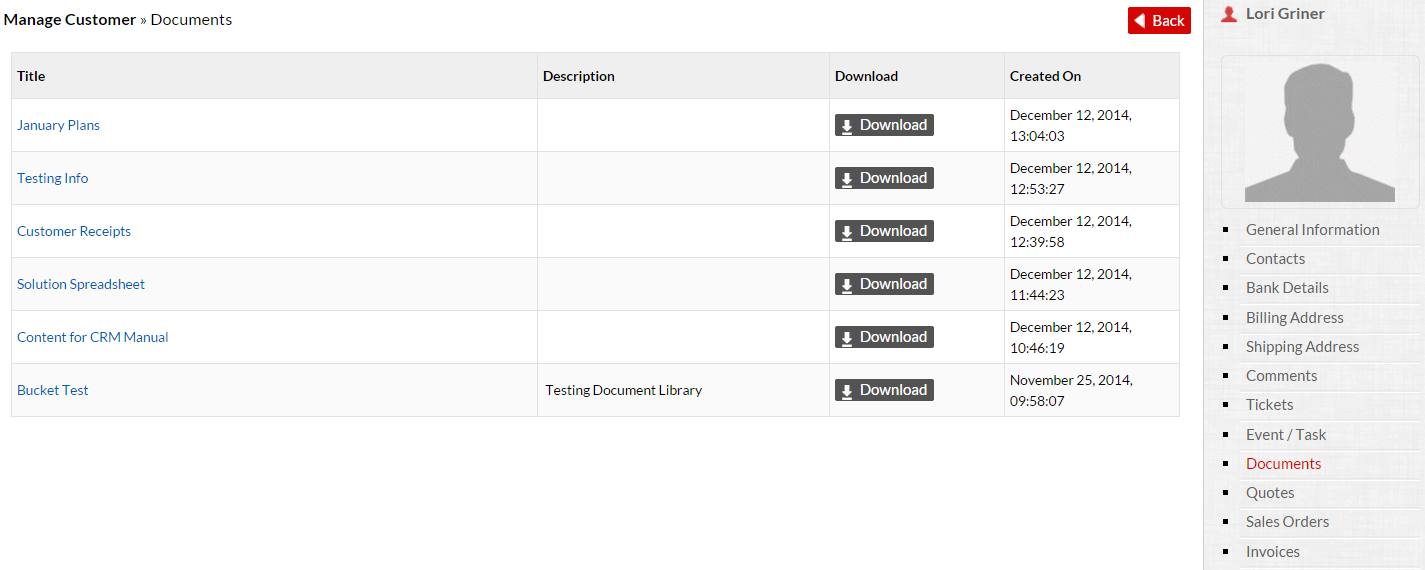 Manage Customer » Documents
Back
Title Description Download Created On
January Plans Download December 12, 2014,
13:04:03
Testing Info Download December 12, 2014,
12:53:27
Customer Receipts Download December 12, 2014,
12:39:58
Solution Spreadsheet Download December 12, 2014,
11:44:23
Content for CRM Manual Download December 12, 2014,
10:46:19
Bucket Test Testing Document Library Download November 25, 2014,
09:58:07
Lori Griner
General Information
Contacts
Bank Details
Billing Address
Shipping Address
Comments
Tickets
Event / Task
Documents
Quotes
Sales Orders
Invoices